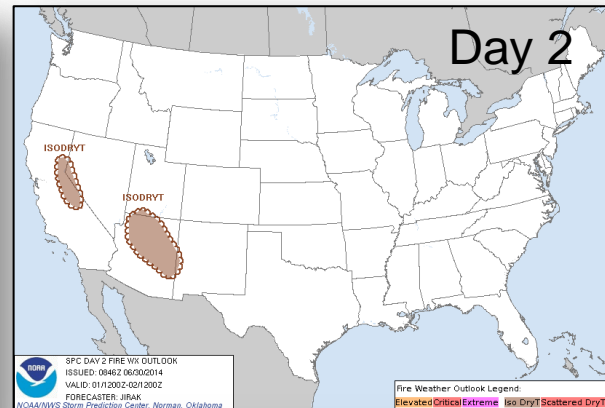 Day 2
ISODRYT
ISODRYT
NOAA
SPC DAY 2 FIRE WX OUTLOOK
ISSUED: 0846Z 06/30/2014
VALID: 01/1200Z-02/1200Z
FORECASTER: JIRAK
NOAA/NWS Storm Prediction Center, Norman, Oklahoma
Fire Weather Outlook Legend:
Elevated Critical Extreme Iso DryT Scattered DryT